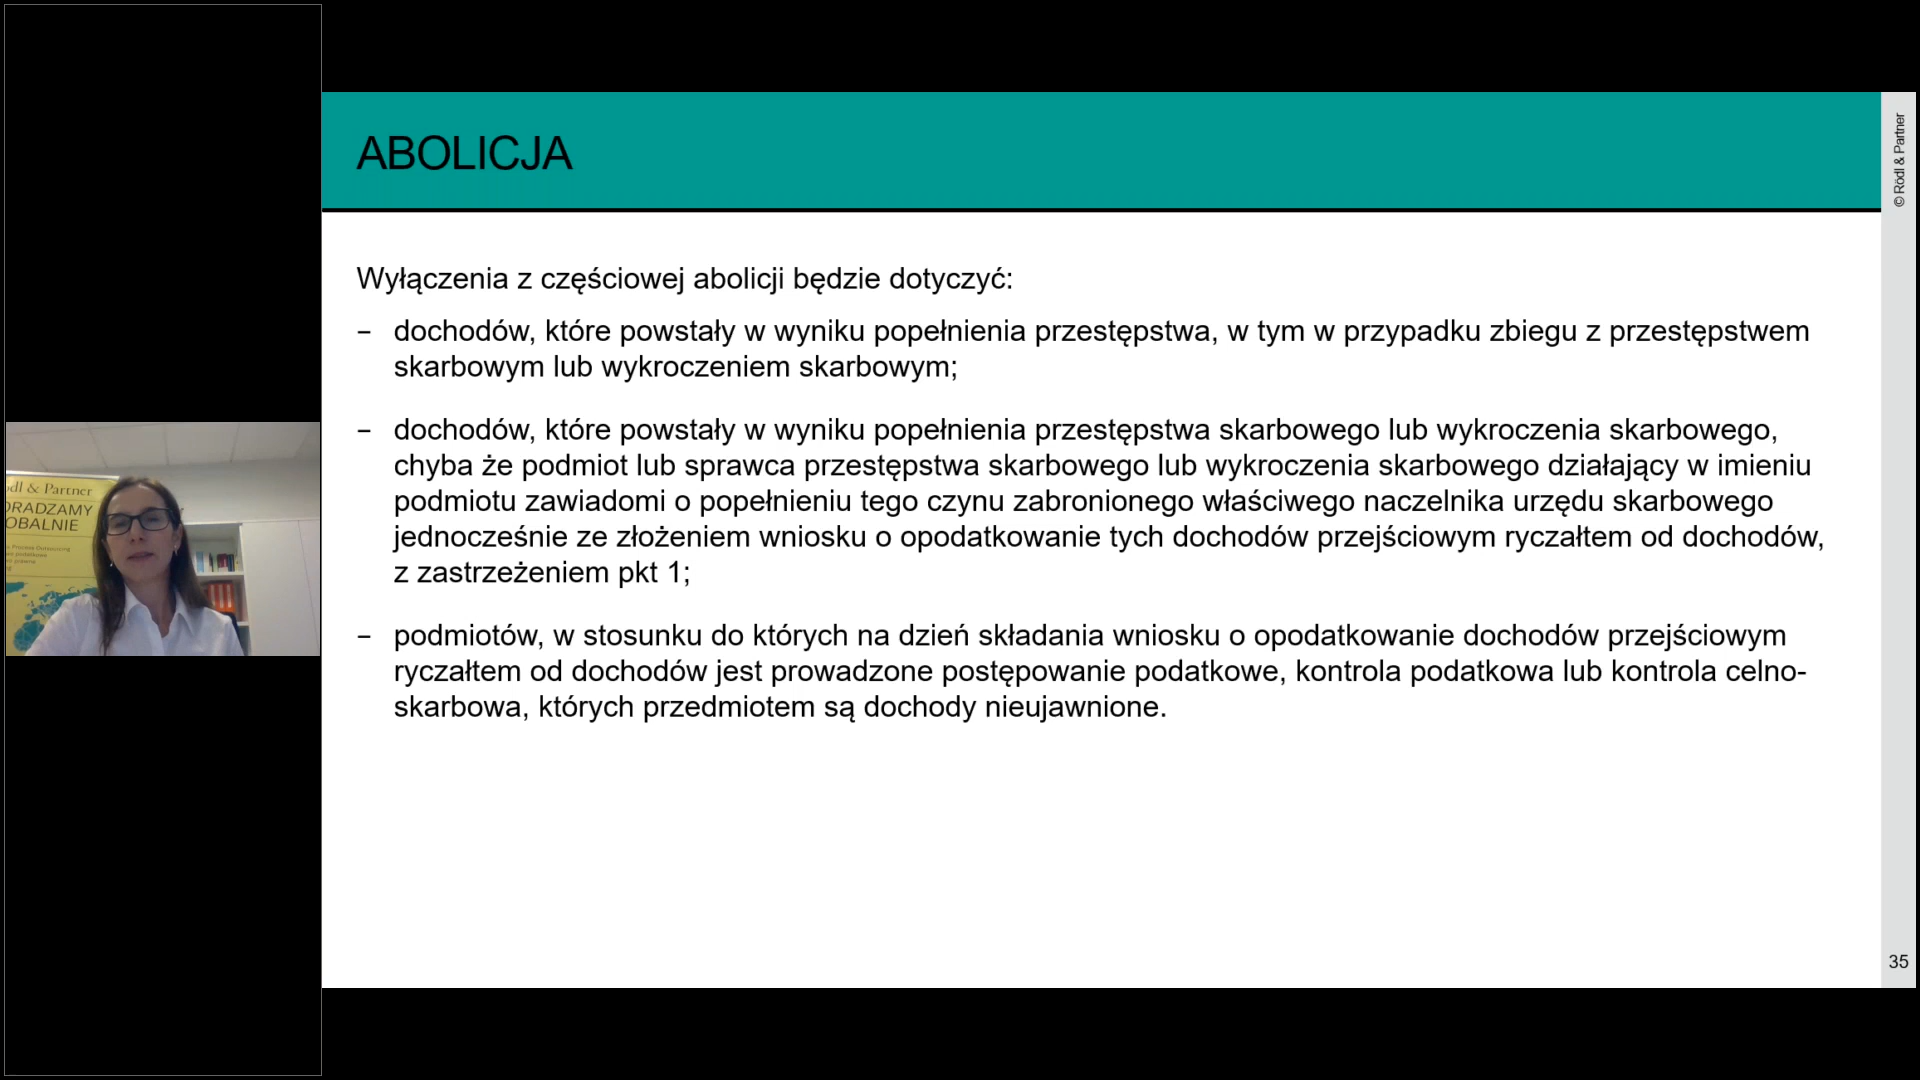 ABOLICJA
© Rödl & Partner
Wyłączenia z częściowej abolicji będzie dotyczyć:
– dochodów, które powstały w wyniku popełnienia przestępstwa, w tym w przypadku zbiegu z przestępstwem
skarbowym lub wykroczeniem skarbowym;
– dochodów, które powstały w wyniku popełnienia przestępstwa skarbowego lub wykroczenia skarbowego,
chyba że podmiot lub sprawca przestępstwa skarbowego lub wykroczenia skarbowego działający w imieniu
podmiotu zawiadomi o popełnieniu tego czynu zabronionego właściwego naczelnika urzędu skarbowego
jednocześnie ze złożeniem wniosku o opodatkowanie tych dochodów przejściowym ryczałtem od dochodów,
z zastrzeżeniem pkt 1;
– podmiotów, w stosunku do których na dzień składania wniosku o opodatkowanie dochodów przejściowym
ryczałtem od dochodów jest prowadzone postępowanie podatkowe, kontrola podatkowa lub kontrola celno-
skarbowa, których przedmiotem są dochody nieujawnione.
35
dl & Partner
ORADZAMY
OBALNIE